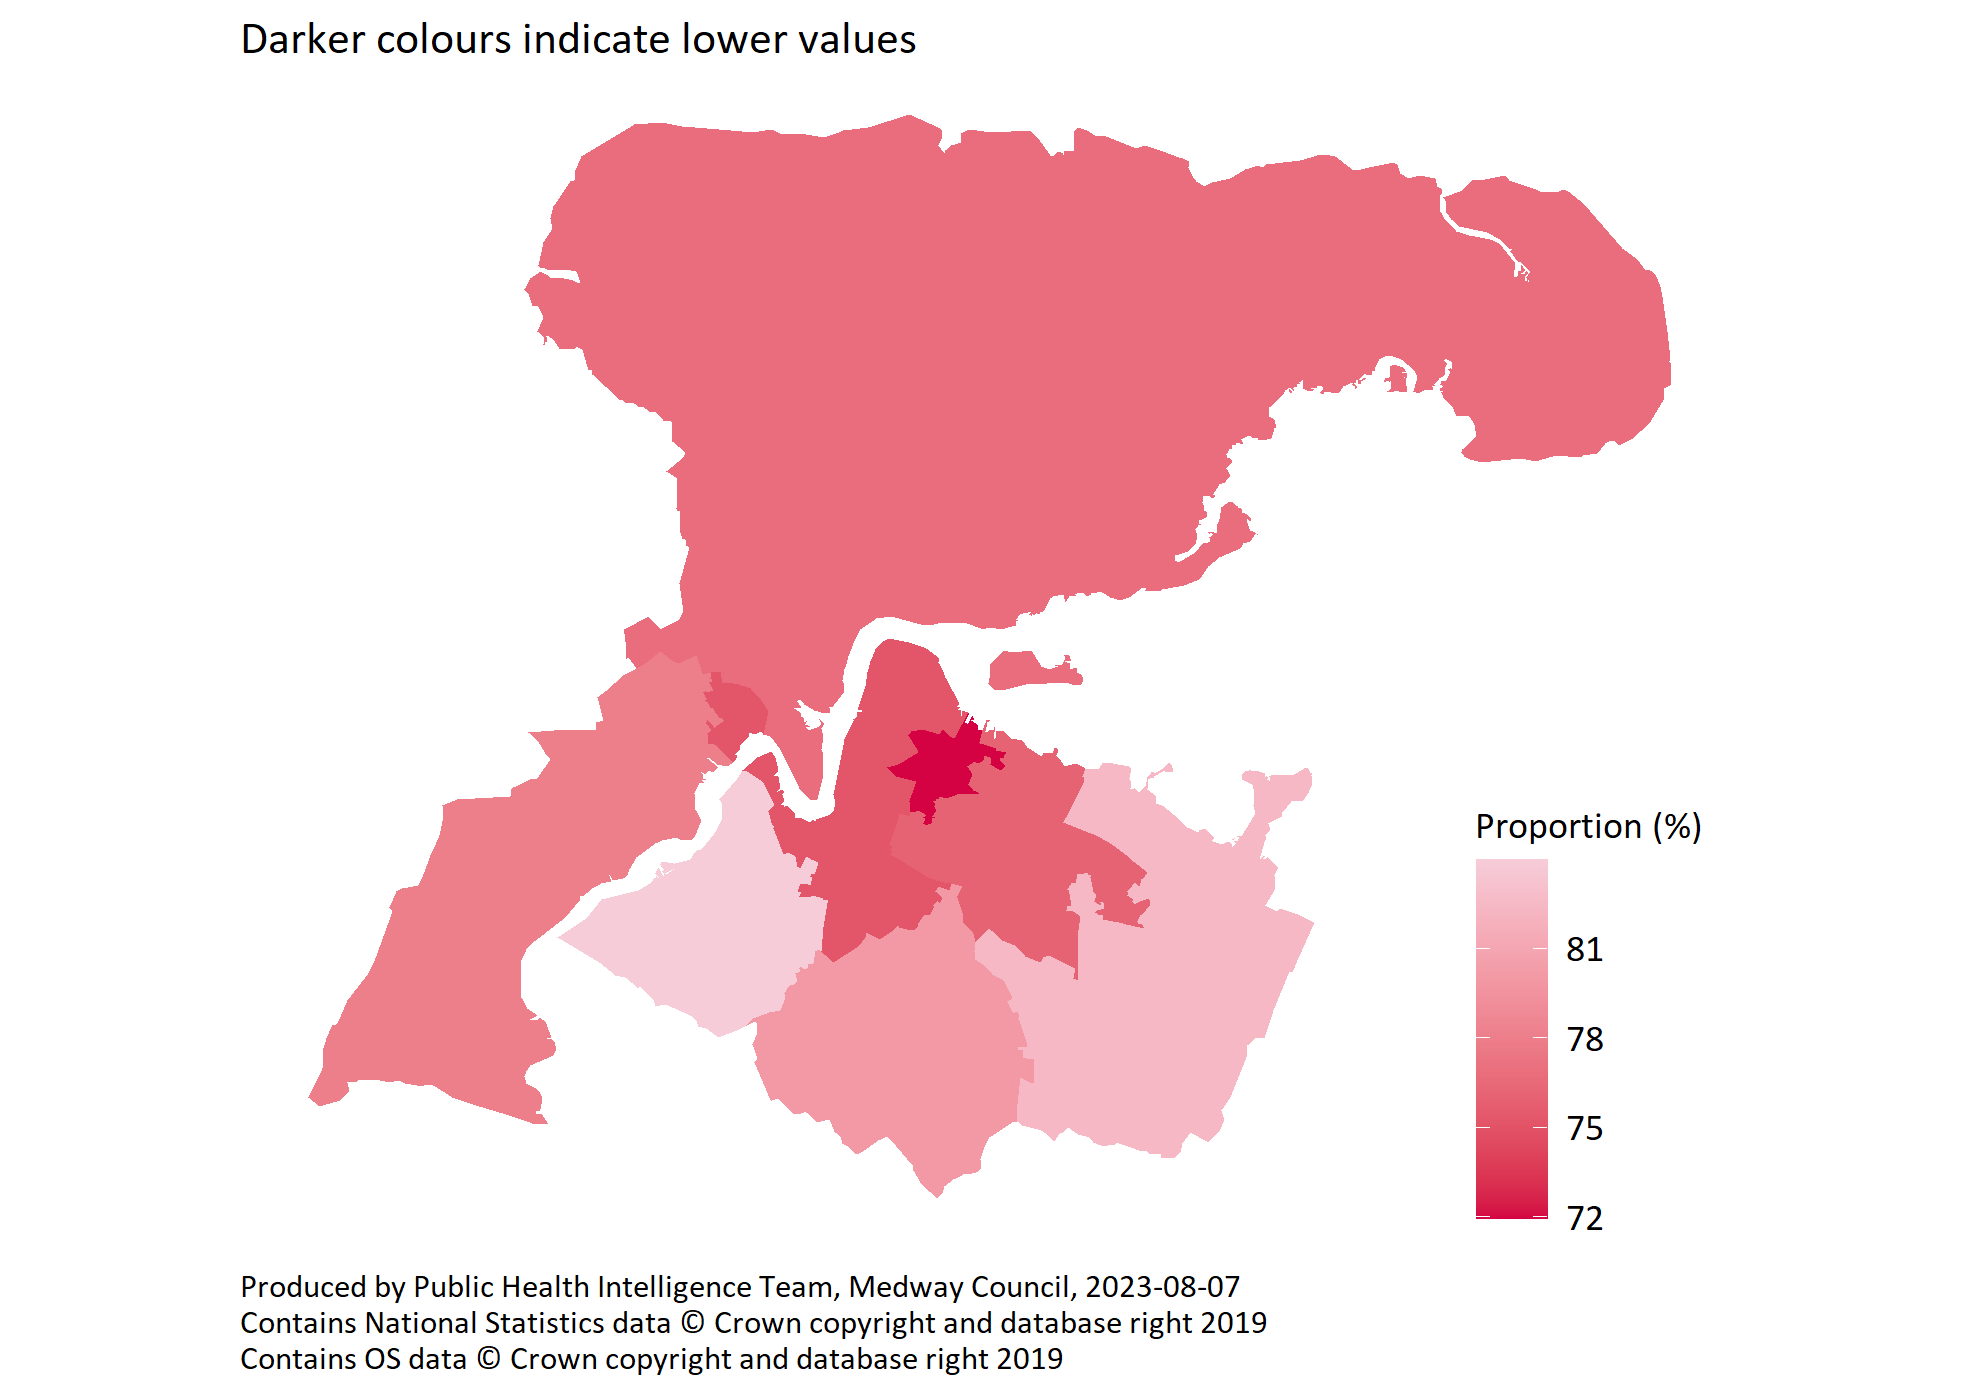 Darker colours indicate lower values
Proportion (%)
81
78
75
72
Produced by Public Health Intelligence Team, Medway Council, 2023-08-07
Contains National Statistics data © Crown copyright and database right 2019
Contains OS data © Crown copyright and database right 2019